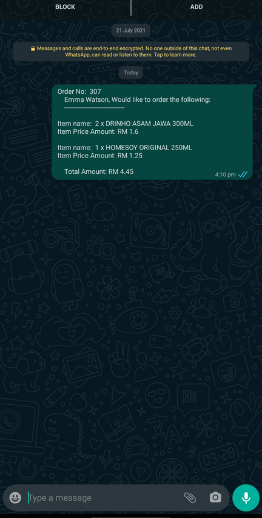 BLOCK ADD
21 July 2021
Messages and calls are end-to-end encrypted. No one outside of this chat, not even
WhatsApp, can read or listen to them. Tap to learn more.
Today
Order No: 307
Emma Watson, Would like to order the following:
Item name: 2 x DRINHO ASAM JAWA 300ML
Item Price Amount: RM 1.6
Item name: 1 x HOMESOY ORIGINAL 250ML
Item Price Amount: RM 1.25
Total Amount: RM 4.45
4:10 pm
Type a message